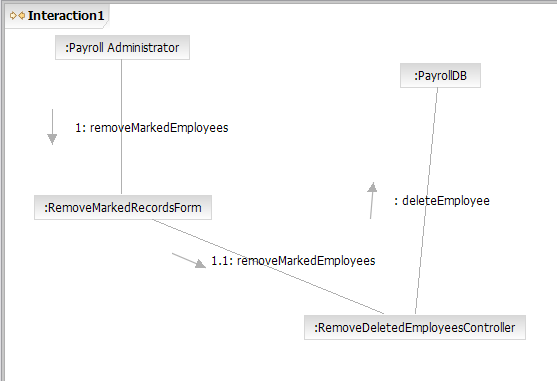 Interaction1
:Payroll Administrator
:PayrollDB
1: removeMarkedEmployees
:RemoveMarkedRecordsForm
: deleteEmployee
1.1: removeMarkedEmployees
:RemoveDeletedEmployeesController